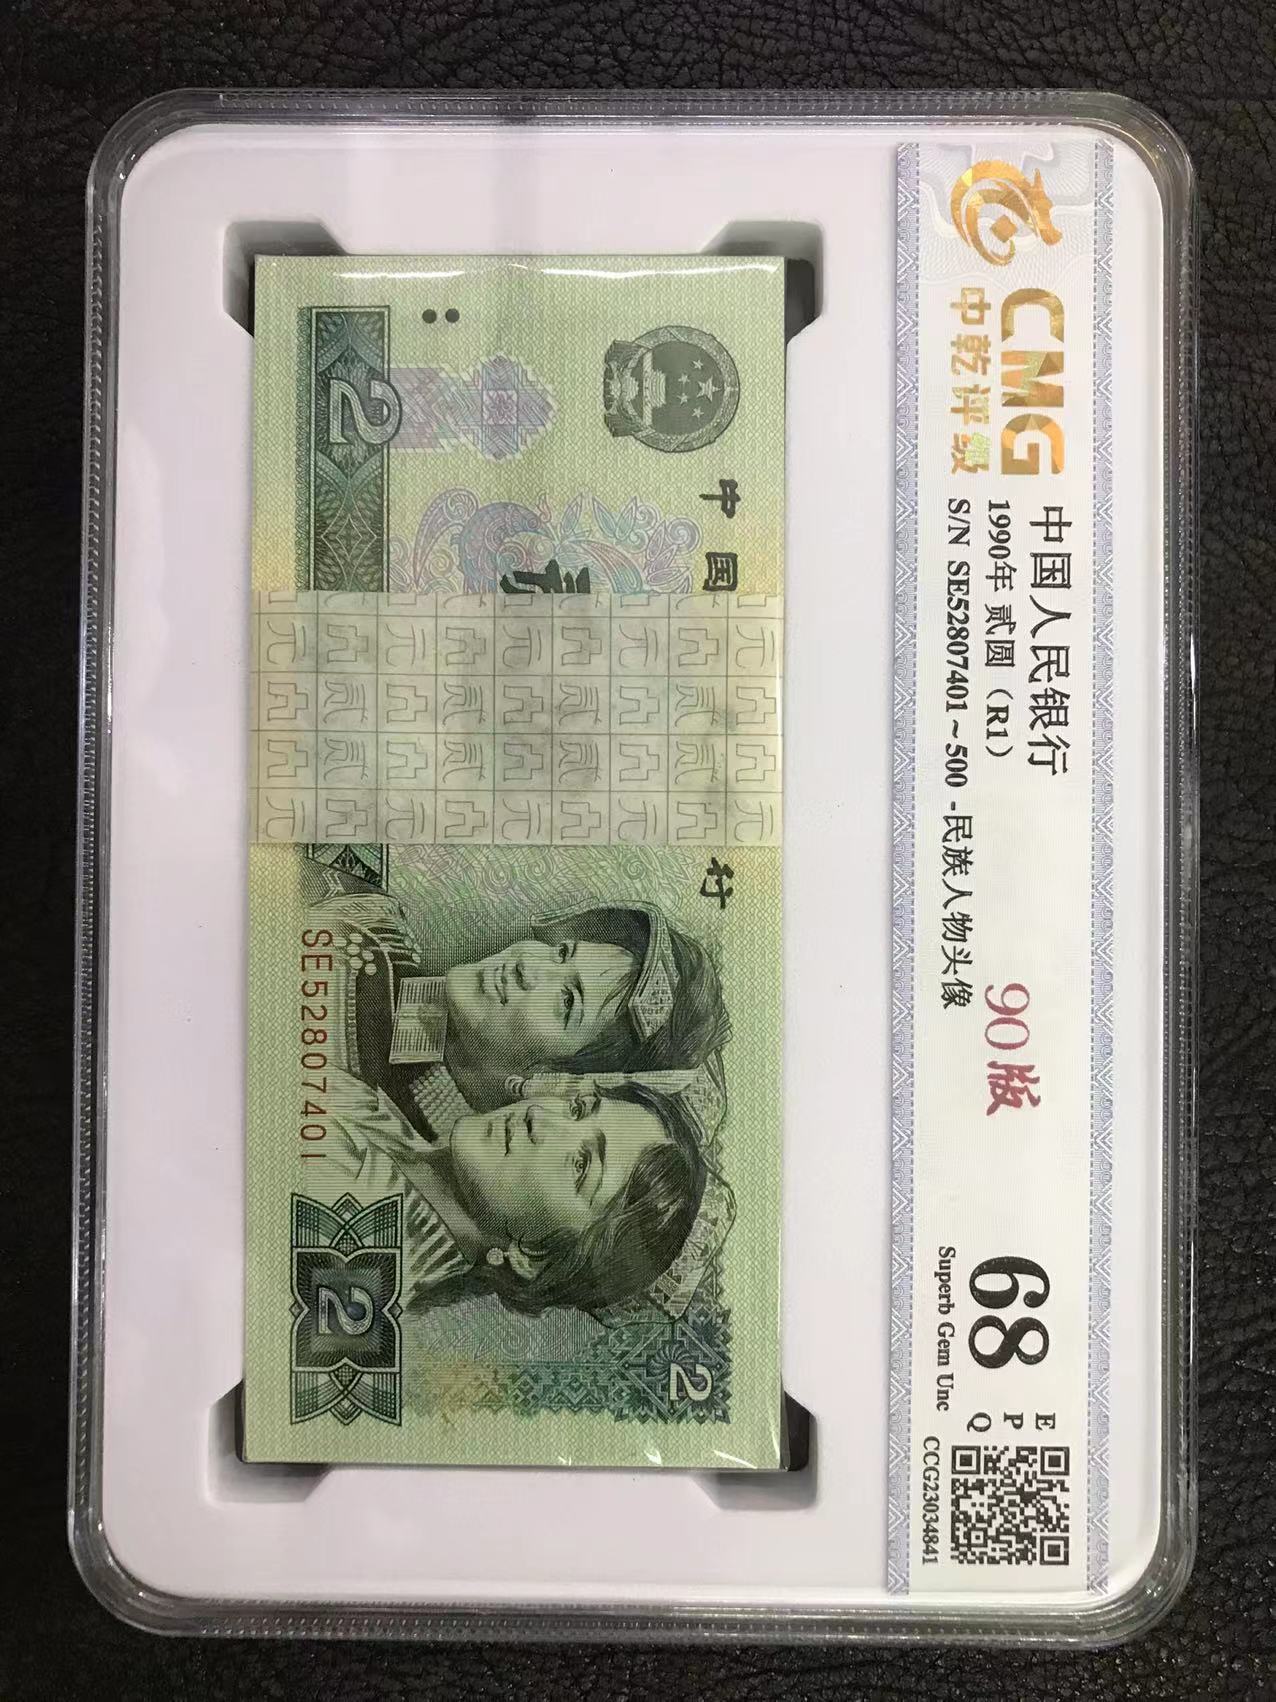 CMG
中乾评级
中国人民银行
1990年 贰圆（R1）
S/N SE52807401~500 -民族人物头像
90版
68
E
P
Q
Superb Gem Unc
CCG23034841
中国
行
2
SE52807401
2
2